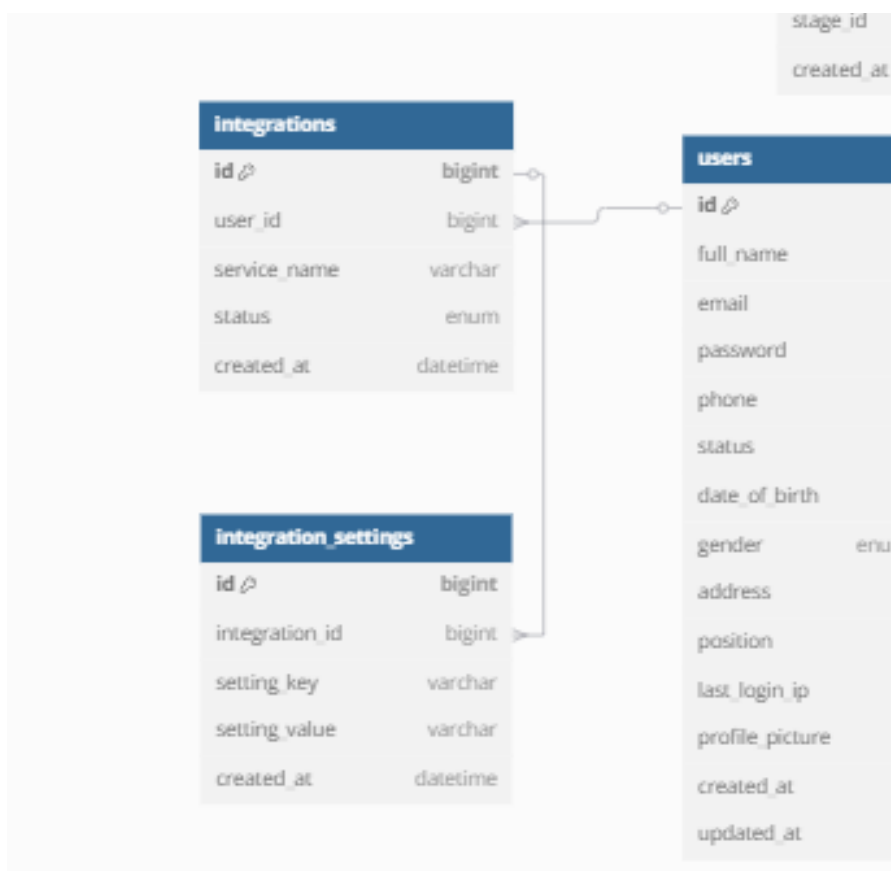 stage_id
created_at
integrations
id bigint
user_id bigint
service_name varchar
status enum
created_at datetime
integration_settings
id bigint
integration_id bigint
setting_key varchar
setting_value varchar
created_at datetime
users
id
full_name
email
password
phone
status
date_of_birth
gender enu
address
position
last_login_ip
profile_picture
created_at
updated_at